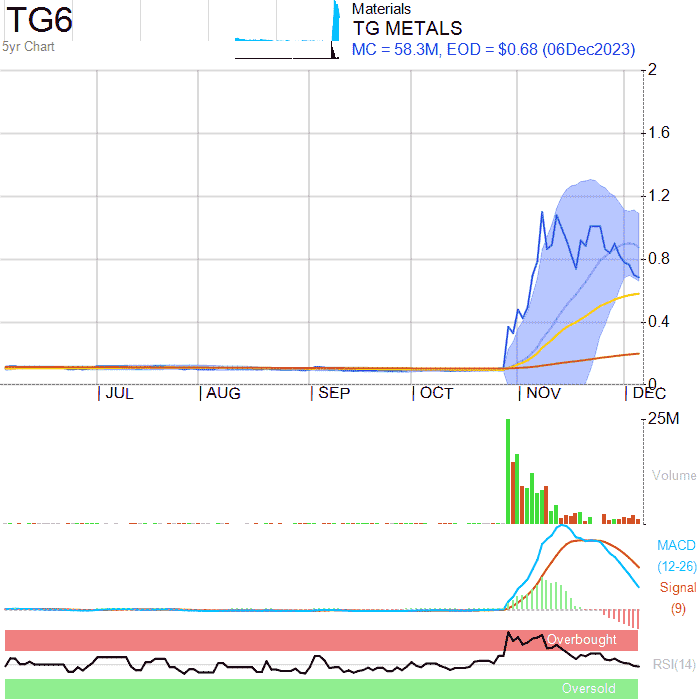 TG6
5yr Chart
Materials
TG METALS
MC = 58.3M, EOD = $0.68 (06Dec2023)
2
1.6
1.2
0.8
0.4
0
JUL
AUG
SEP
OCT
NOV
DEC
25M
Volume
MACD
(12-26)
Signal
(9)
Overbought
RSI(14)
Oversold